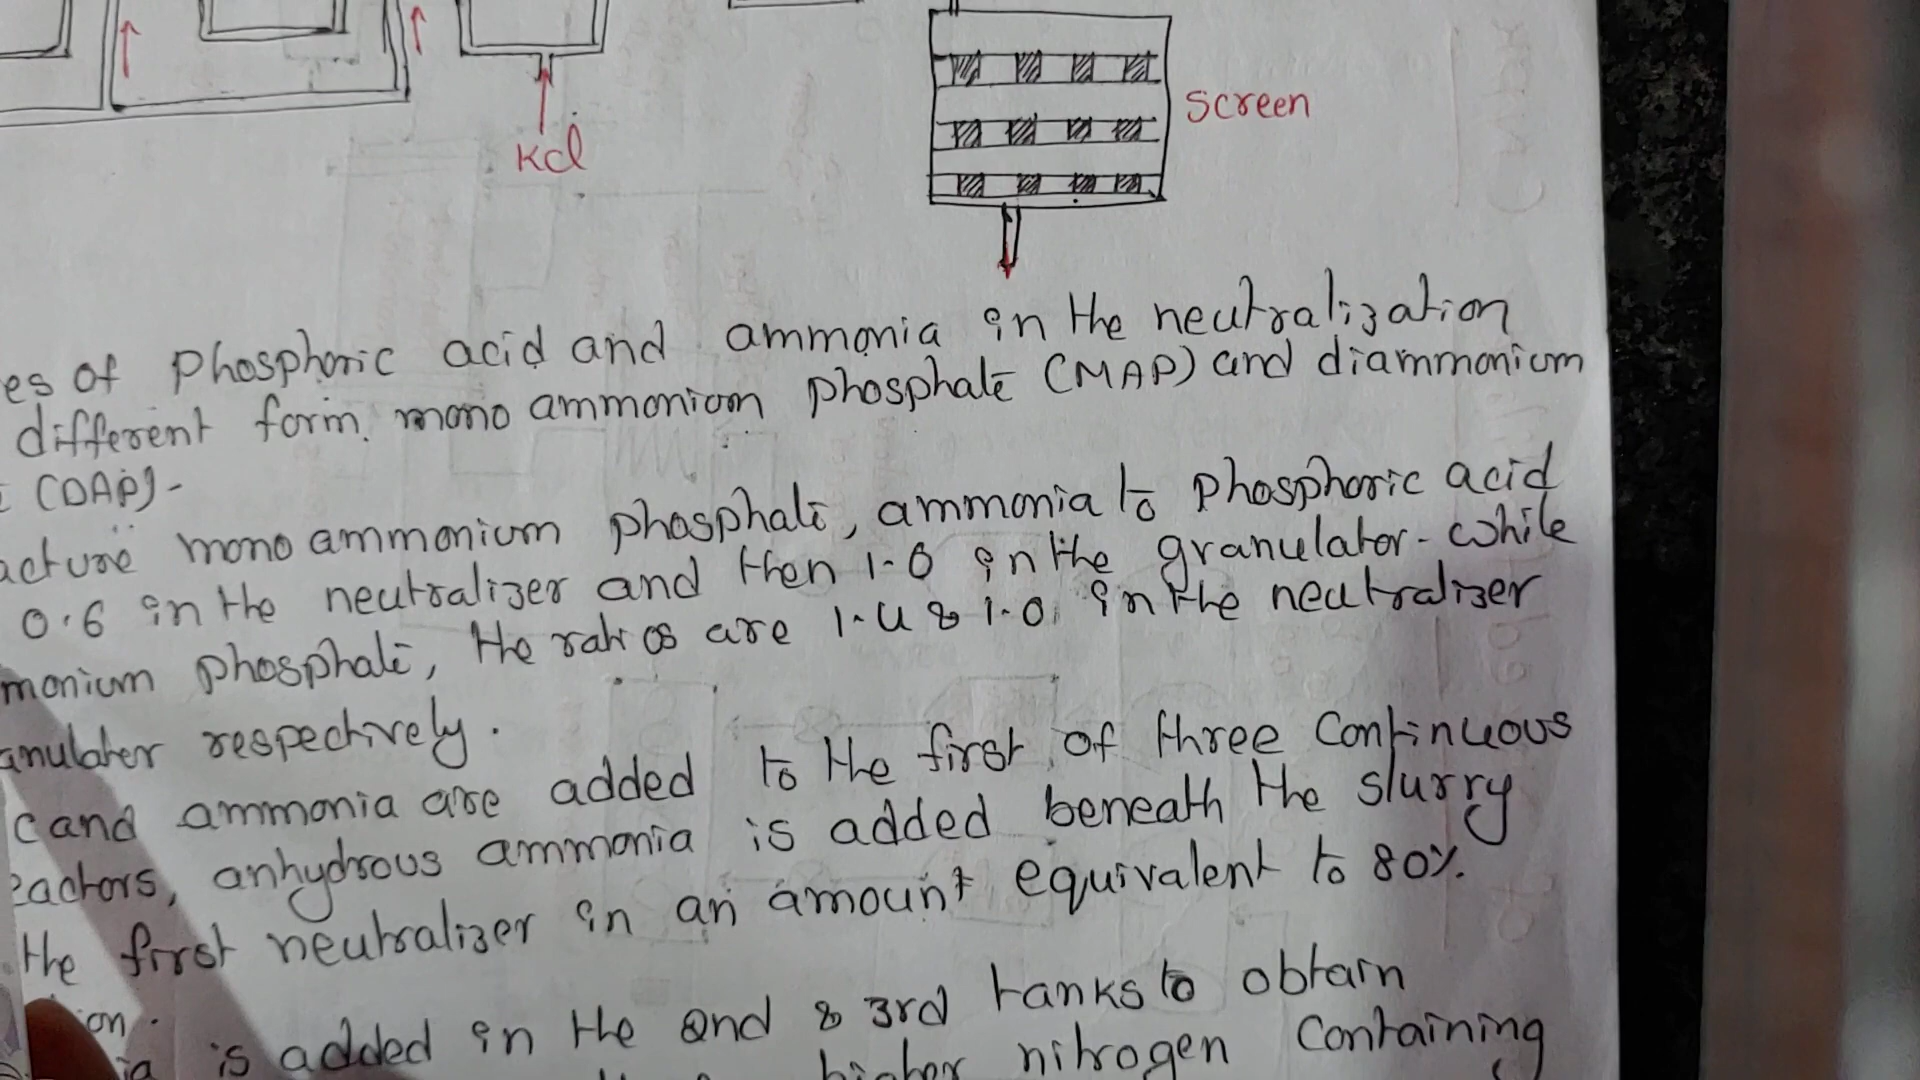 Screen
Kcl
es of phosphoric acid and ammonia in the neutralization
different form. mono ammonium phosphate (MAP) and diammonium
(DAP)-
acture mono ammonium phosphate, ammonia to phosphoric acid
0.6 in the neutralizer and then 1.0 in the granulator. while
monium phosphate, the ratios are 1.4 & 1.0 in the neutralizer
anulater respectively.
c and ammonia are added to the first of three Continuous
eactors, anhydrous ammonia is added beneath the slurry
the first neutralizer in an amount equivalent to 80%.
on.
ia is added in the 2nd & 3rd tanks to obtain
higher nitrogen Containing